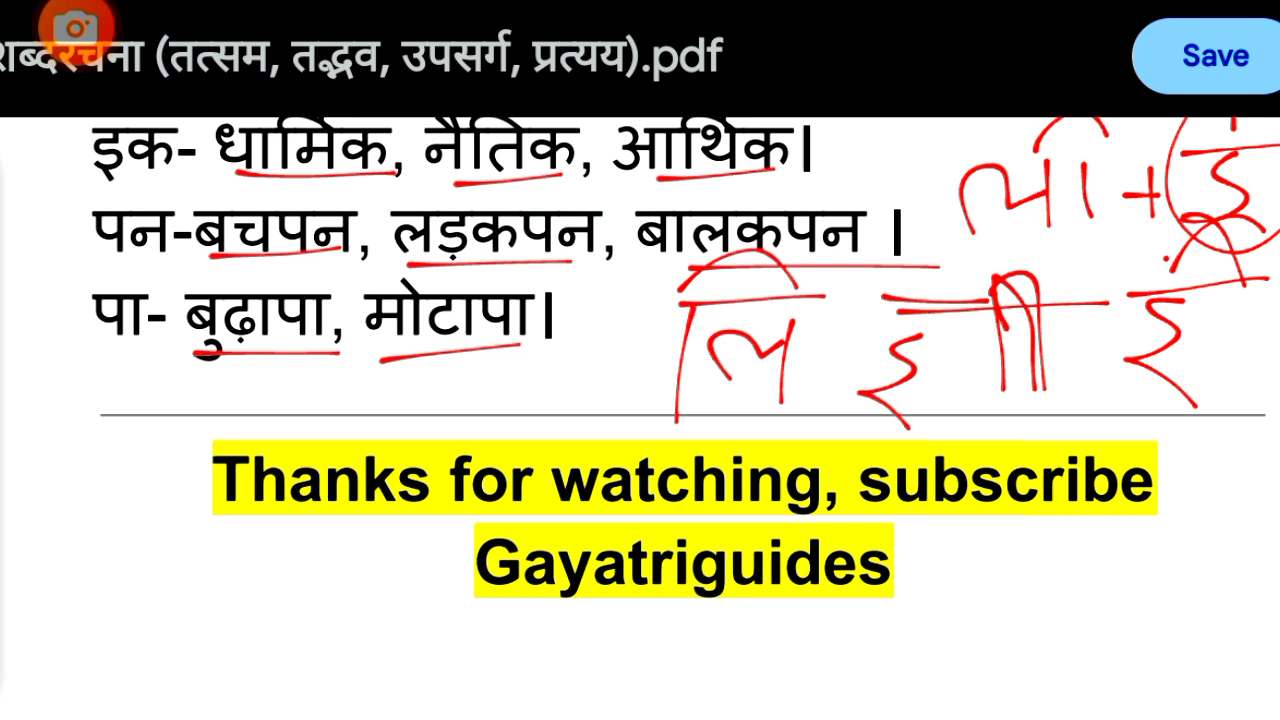 शब्दरचना (तत्सम, तद्भव, उपसर्ग, प्रत्यय).pdf
Save
इक- धार्मिक, नैतिक, आर्थिक।
पन-बचपन, लड़कपन, बालकपन ।
पा- बुढ़ापा, मोटापा।
Thanks for watching, subscribe
Gayatriguides